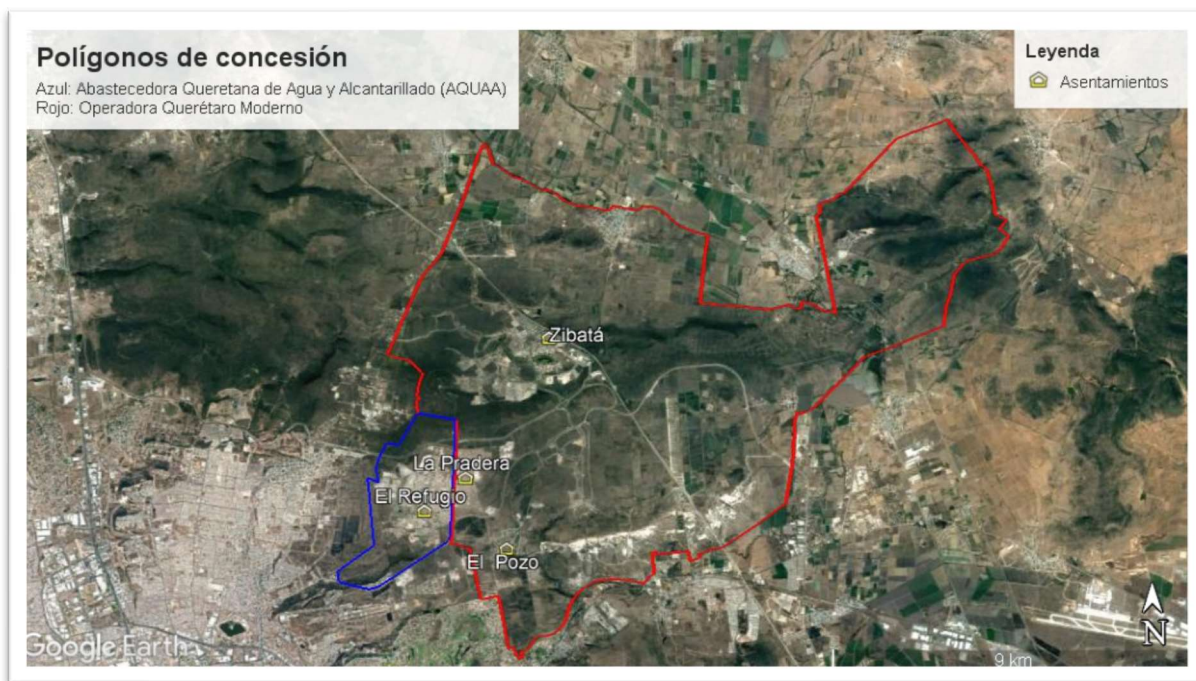 Polígonos de concesión
Azul: Abastecedora Queretana de Agua y Alcantarillado (AQUAA)
Rojo: Operadora Querétaro Moderno
Leyenda
Asentamientos
Zibatá
La Pradera
El Refugio
El Pozo
Google Earth
N
9 km